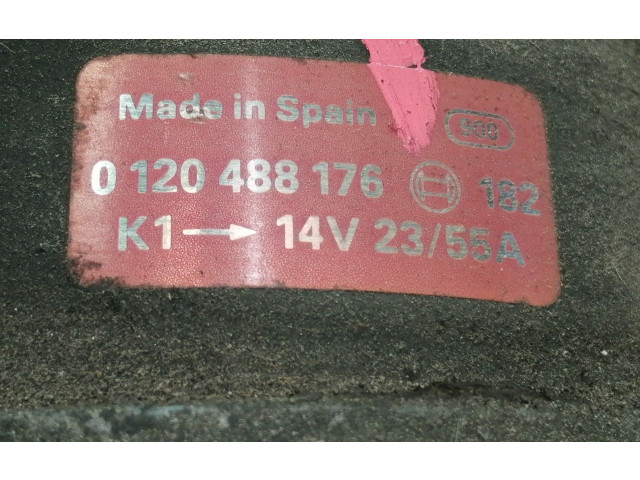 Made in Spain
0 120 488 176 182
K1 → 14V 23/55A